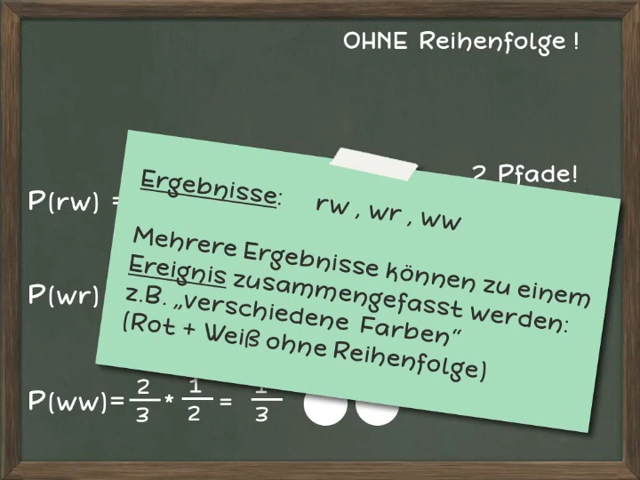 OHNE Reihenfolge !
2 Pfade!
P(rw) =
Ergebnisse: rw , wr , ww
Mehrere Ergebnisse können zu einem
Ereignis zusammengefasst werden:
z.B. „verschiedene Farben“
(Rot + Weiß ohne Reihenfolge)
P(wr)
P(ww)= 2/3 * 1/2 = 1/3